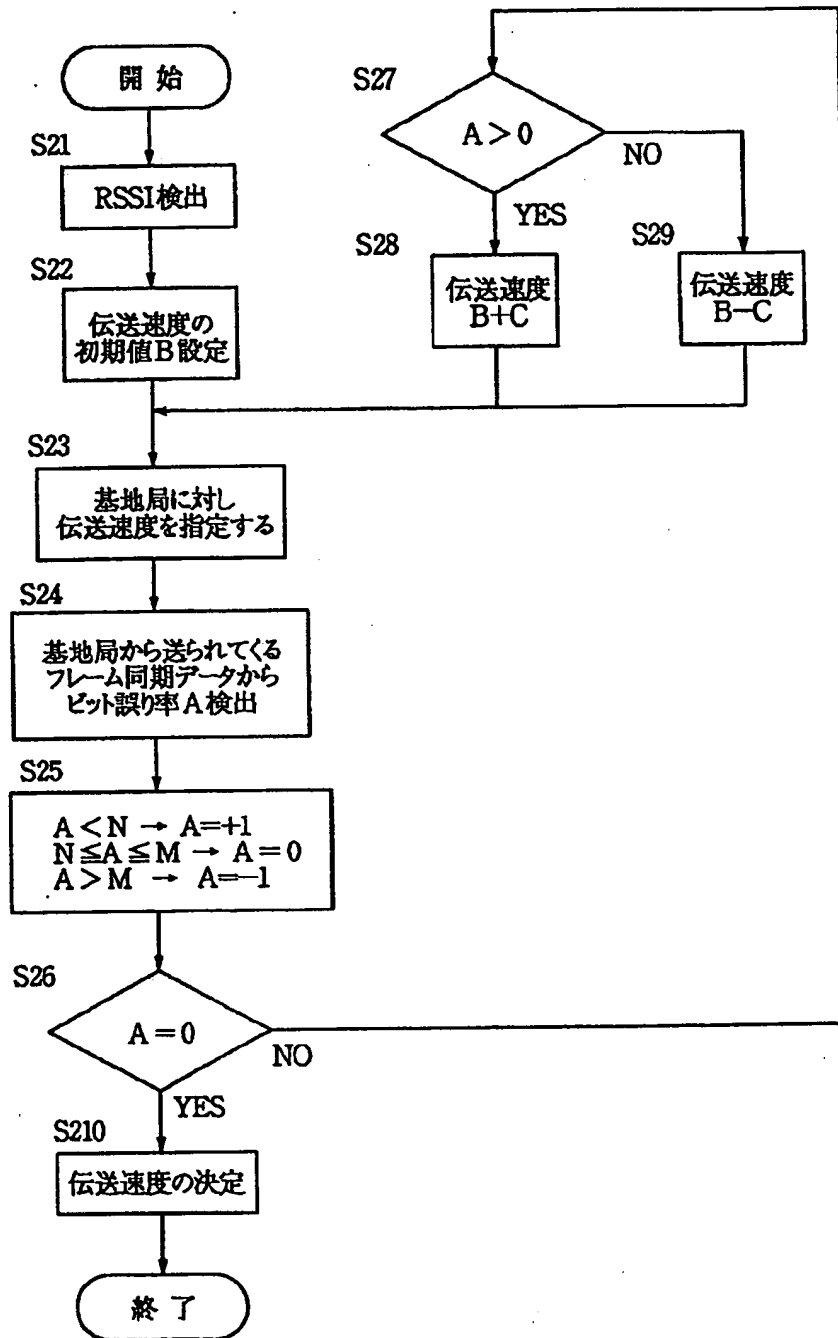 開始
S21
RSSI検出
S22
伝送速度の
初期値B設定
S23
基地局に対し
伝送速度を指定する
S24
基地局から送られてくる
フレーム同期データから
ビット誤り率A検出
S25
A<N → A=+1
N≦A≦M → A=0
A>M → A=−1
S26
A=0
NO
YES
S210
伝送速度の決定
終了
S27
A>0
NO
YES
S28
伝送速度
B+C
S29
伝送速度
B−C